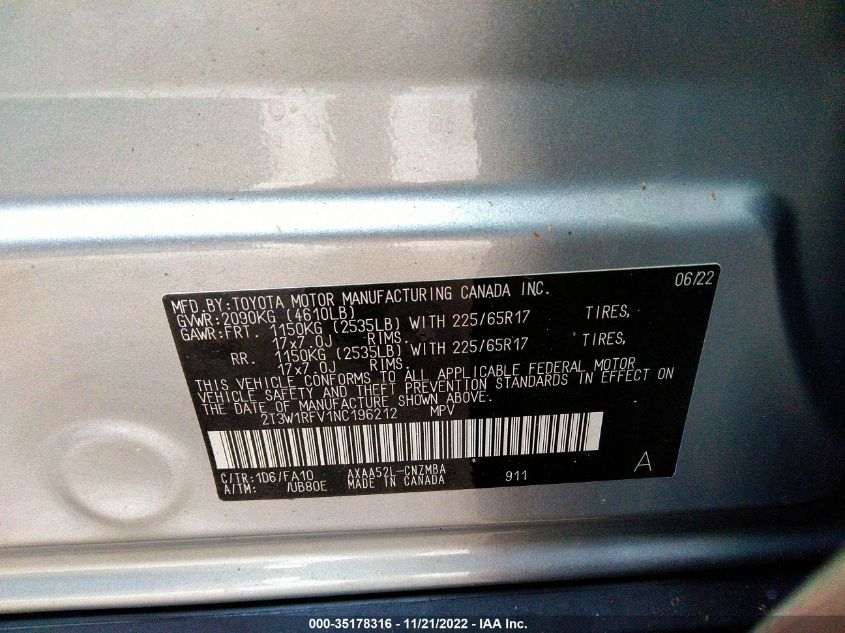 06/22
MFD.BY:TOYOTA MOTOR MANUFACTURING CANADA INC.
GVWR:2090KG (4610LB)
GAWR:FRT. 1150KG (2535LB) WITH 225/65R17 TIRES,
17x7.0J RIMS.
RR. 1150KG (2535LB) WITH 225/65R17 TIRES,
17x7.0J RIMS.
THIS VEHICLE CONFORMS TO ALL APPLICABLE FEDERAL MOTOR
VEHICLE SAFETY AND THEFT PREVENTION STANDARDS IN EFFECT ON
THE DATE OF MANUFACTURE SHOWN ABOVE.
2T3W1RFV1NC196212 MPV
C/TR:1D6/FA10 AXAA52L-CNZMBA A
A/TM: /UB80E MADE IN CANADA 911
000-35178316 - 11/21/2022 - IAA Inc.